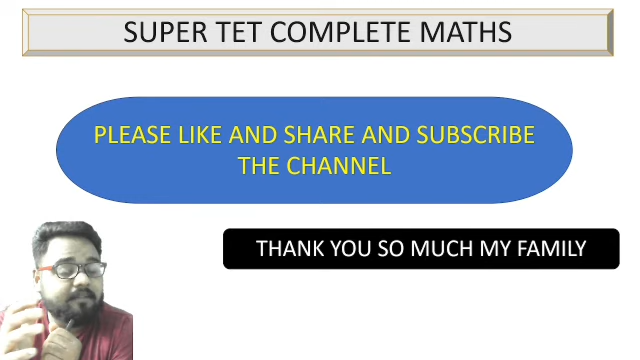 SUPER TET COMPLETE MATHS
PLEASE LIKE AND SHARE AND SUBSCRIBE
THE CHANNEL
THANK YOU SO MUCH MY FAMILY